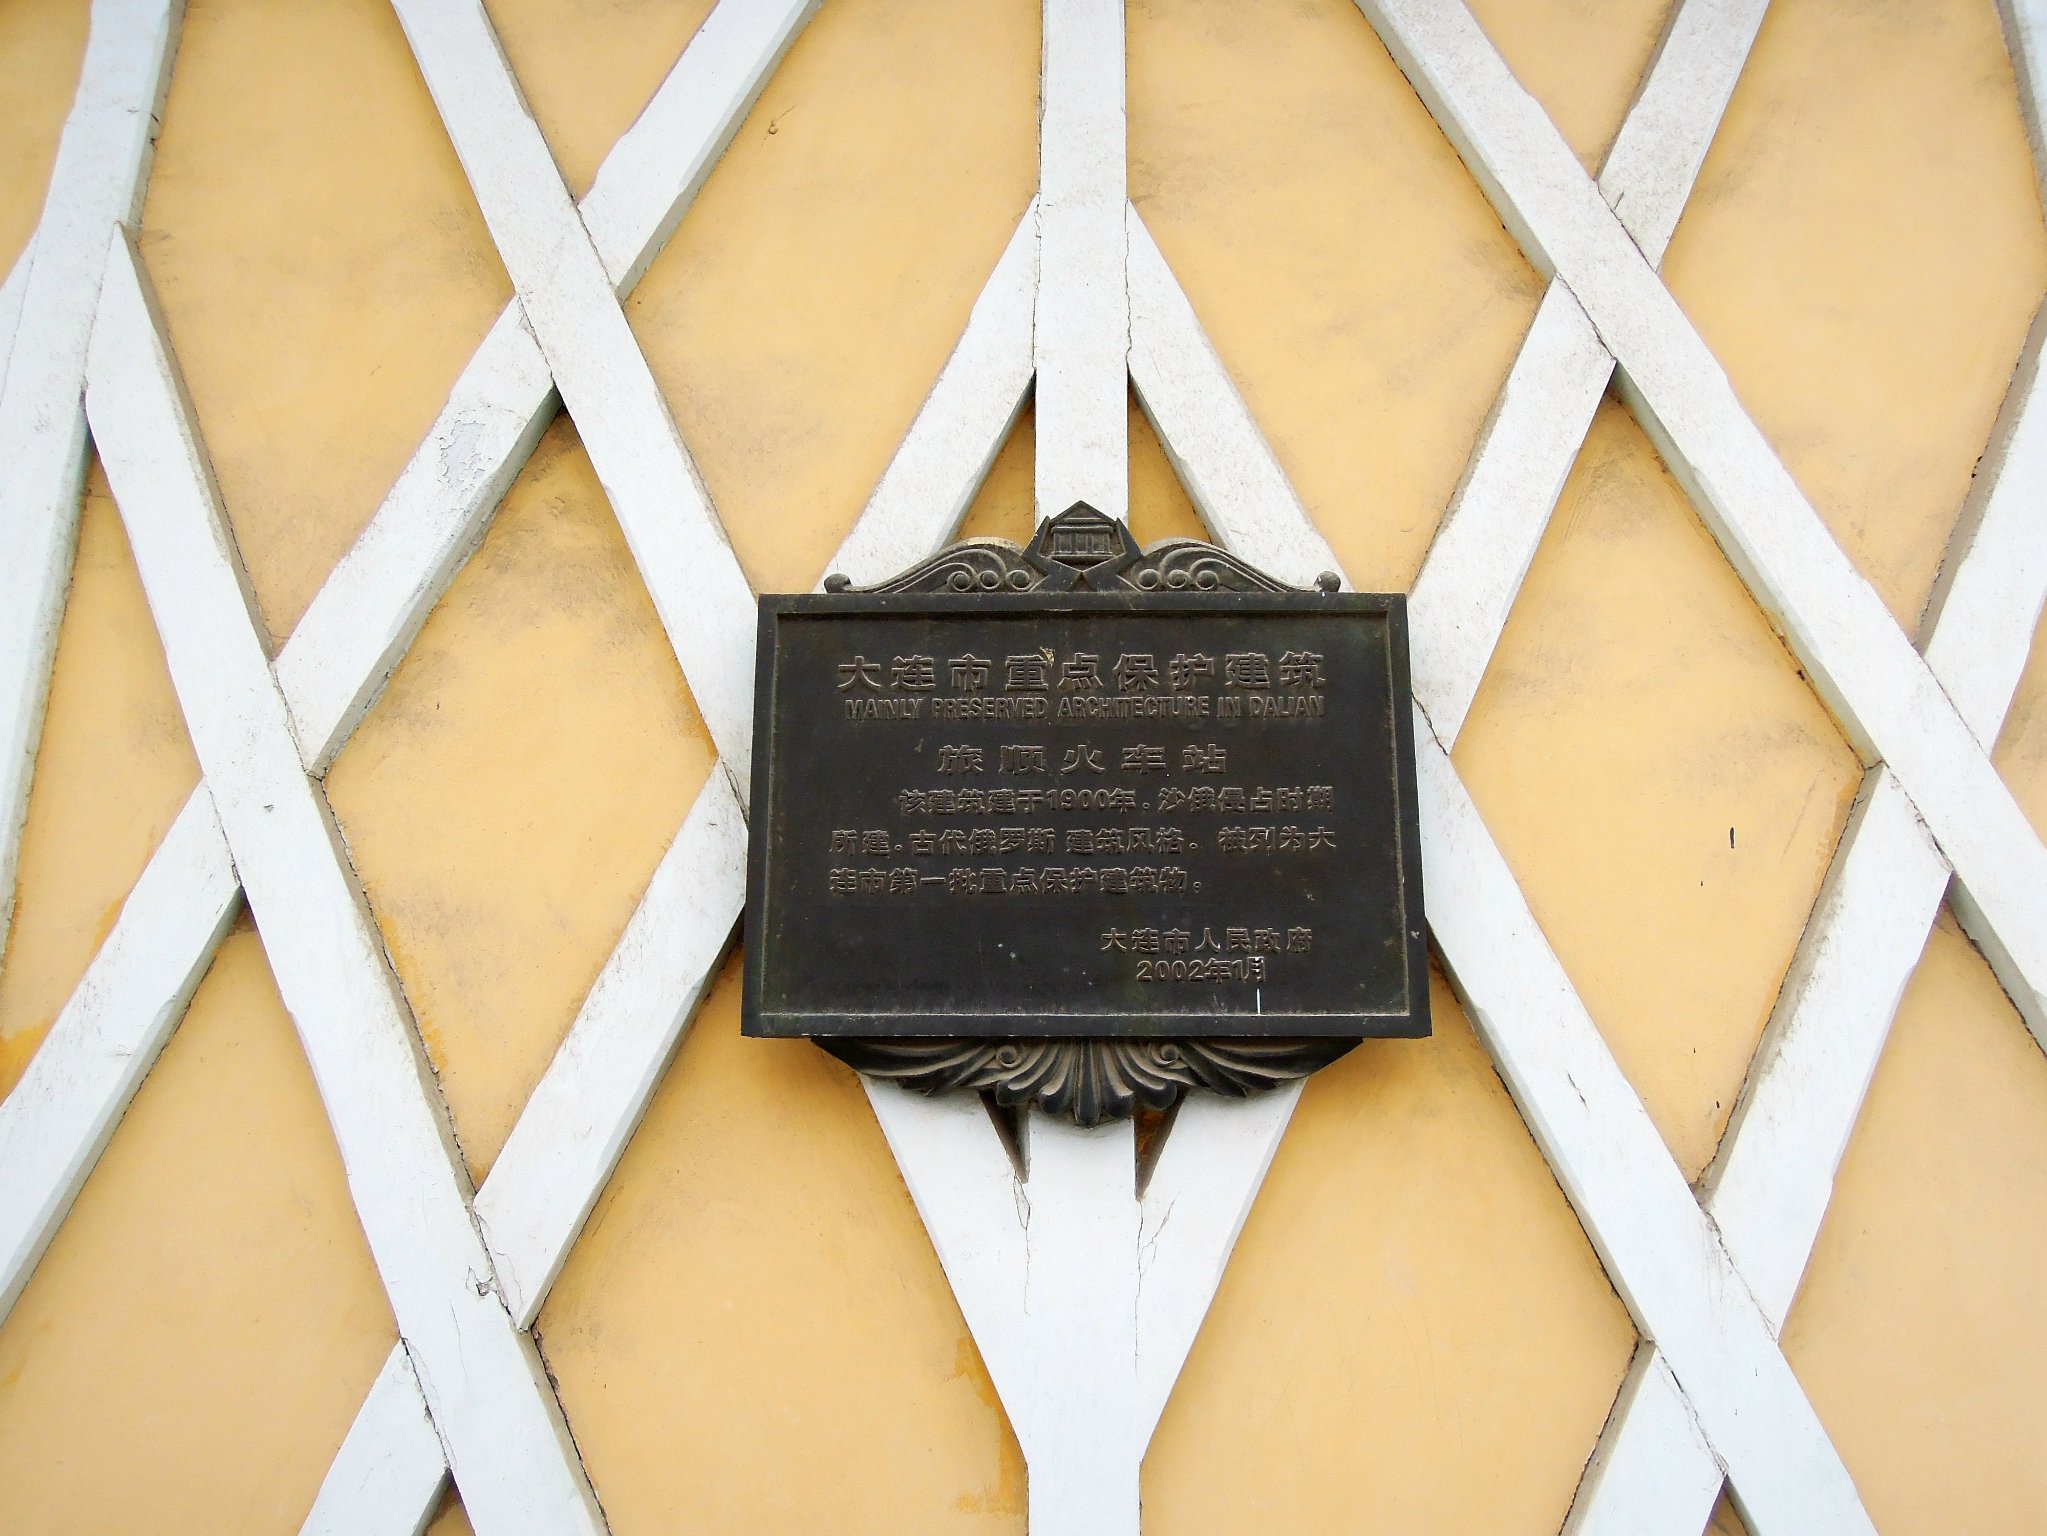 大连市重点保护建筑
MAINLY PRESERVED ARCHITECTURE IN DALIAN
旅顺火车站
该建筑建于1900年.沙俄侵占时期
所建.古代俄罗斯 建筑风格. 被列为大
连市第一批重点保护建筑物。
大连市人民政府
2002年1月